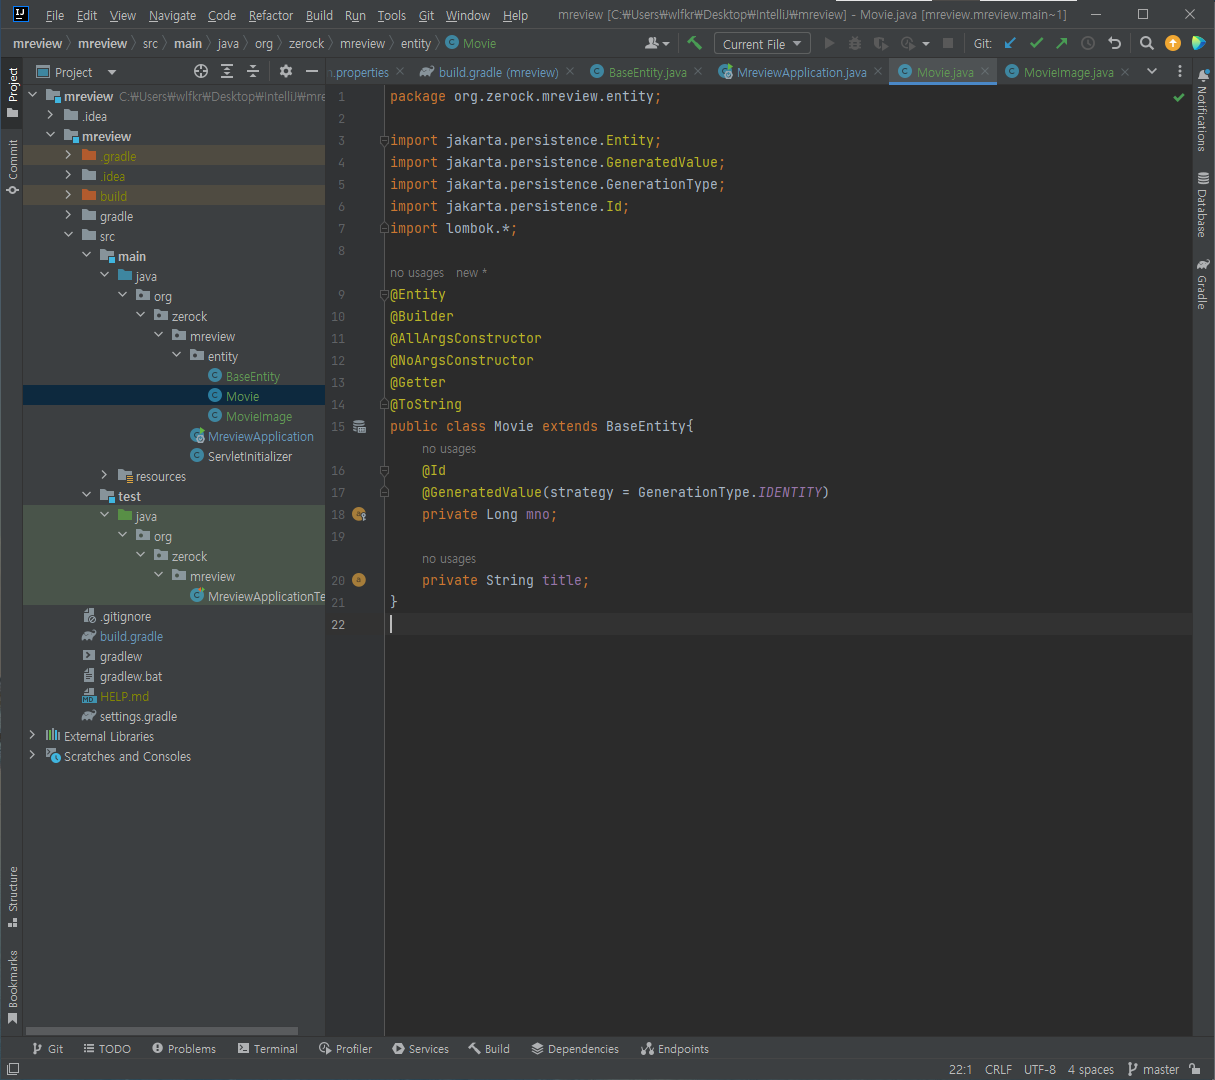 File Edit View Navigate Code Refactor Build Run Tools Git Window Help mreview [C:₩Users₩wlfkr₩Desktop₩IntelliJ₩mreview] - Movie.java [mreview.mreview.main~1]
mreview mreview src main java org zerock mreview entity Movie Current File Git:
Project n.properties build.gradle (mreview) BaseEntity.java MreviewApplication.java Movie.java MovieImage.java
Project
Commit
Structure
Bookmarks
mreview C:₩Users₩wlfkr₩Desktop₩IntelliJ₩mre
.idea
mreview
.gradle
.idea
build
gradle
src
main
java
org
zerock
mreview
entity
BaseEntity
Movie
MovieImage
MreviewApplication
ServletInitializer
resources
test
java
org
zerock
mreview
MreviewApplicationTe
.gitignore
build.gradle
gradlew
gradlew.bat
HELP.md
settings.gradle
External Libraries
Scratches and Consoles
1 package org.zerock.mreview.entity;
2
3 import jakarta.persistence.Entity;
4 import jakarta.persistence.GeneratedValue;
5 import jakarta.persistence.GenerationType;
6 import jakarta.persistence.Id;
7 import lombok.*;
8
no usages new *
9 @Entity
10 @Builder
11 @AllArgsConstructor
12 @NoArgsConstructor
13 @Getter
14 @ToString
15 public class Movie extends BaseEntity{
no usages
16 @Id
17 @GeneratedValue(strategy = GenerationType.IDENTITY)
18 private Long mno;
19
no usages
20 private String title;
21 }
22
Notifications
Database
Gradle
Git TODO Problems Terminal Profiler Services Build Dependencies Endpoints
22:1 CRLF UTF-8 4 spaces master